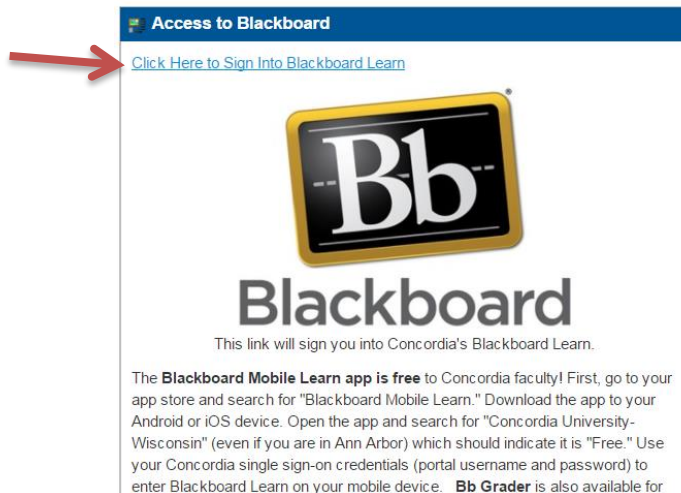 Access to Blackboard
Click Here to Sign Into Blackboard Learn
Bb
®
Blackboard
This link will sign you into Concordia's Blackboard Learn.
The Blackboard Mobile Learn app is free to Concordia faculty! First, go to your
app store and search for "Blackboard Mobile Learn." Download the app to your
Android or iOS device. Open the app and search for "Concordia University-
Wisconsin" (even if you are in Ann Arbor) which should indicate it is "Free." Use
your Concordia single sign-on credentials (portal username and password) to
enter Blackboard Learn on your mobile device. Bb Grader is also available for